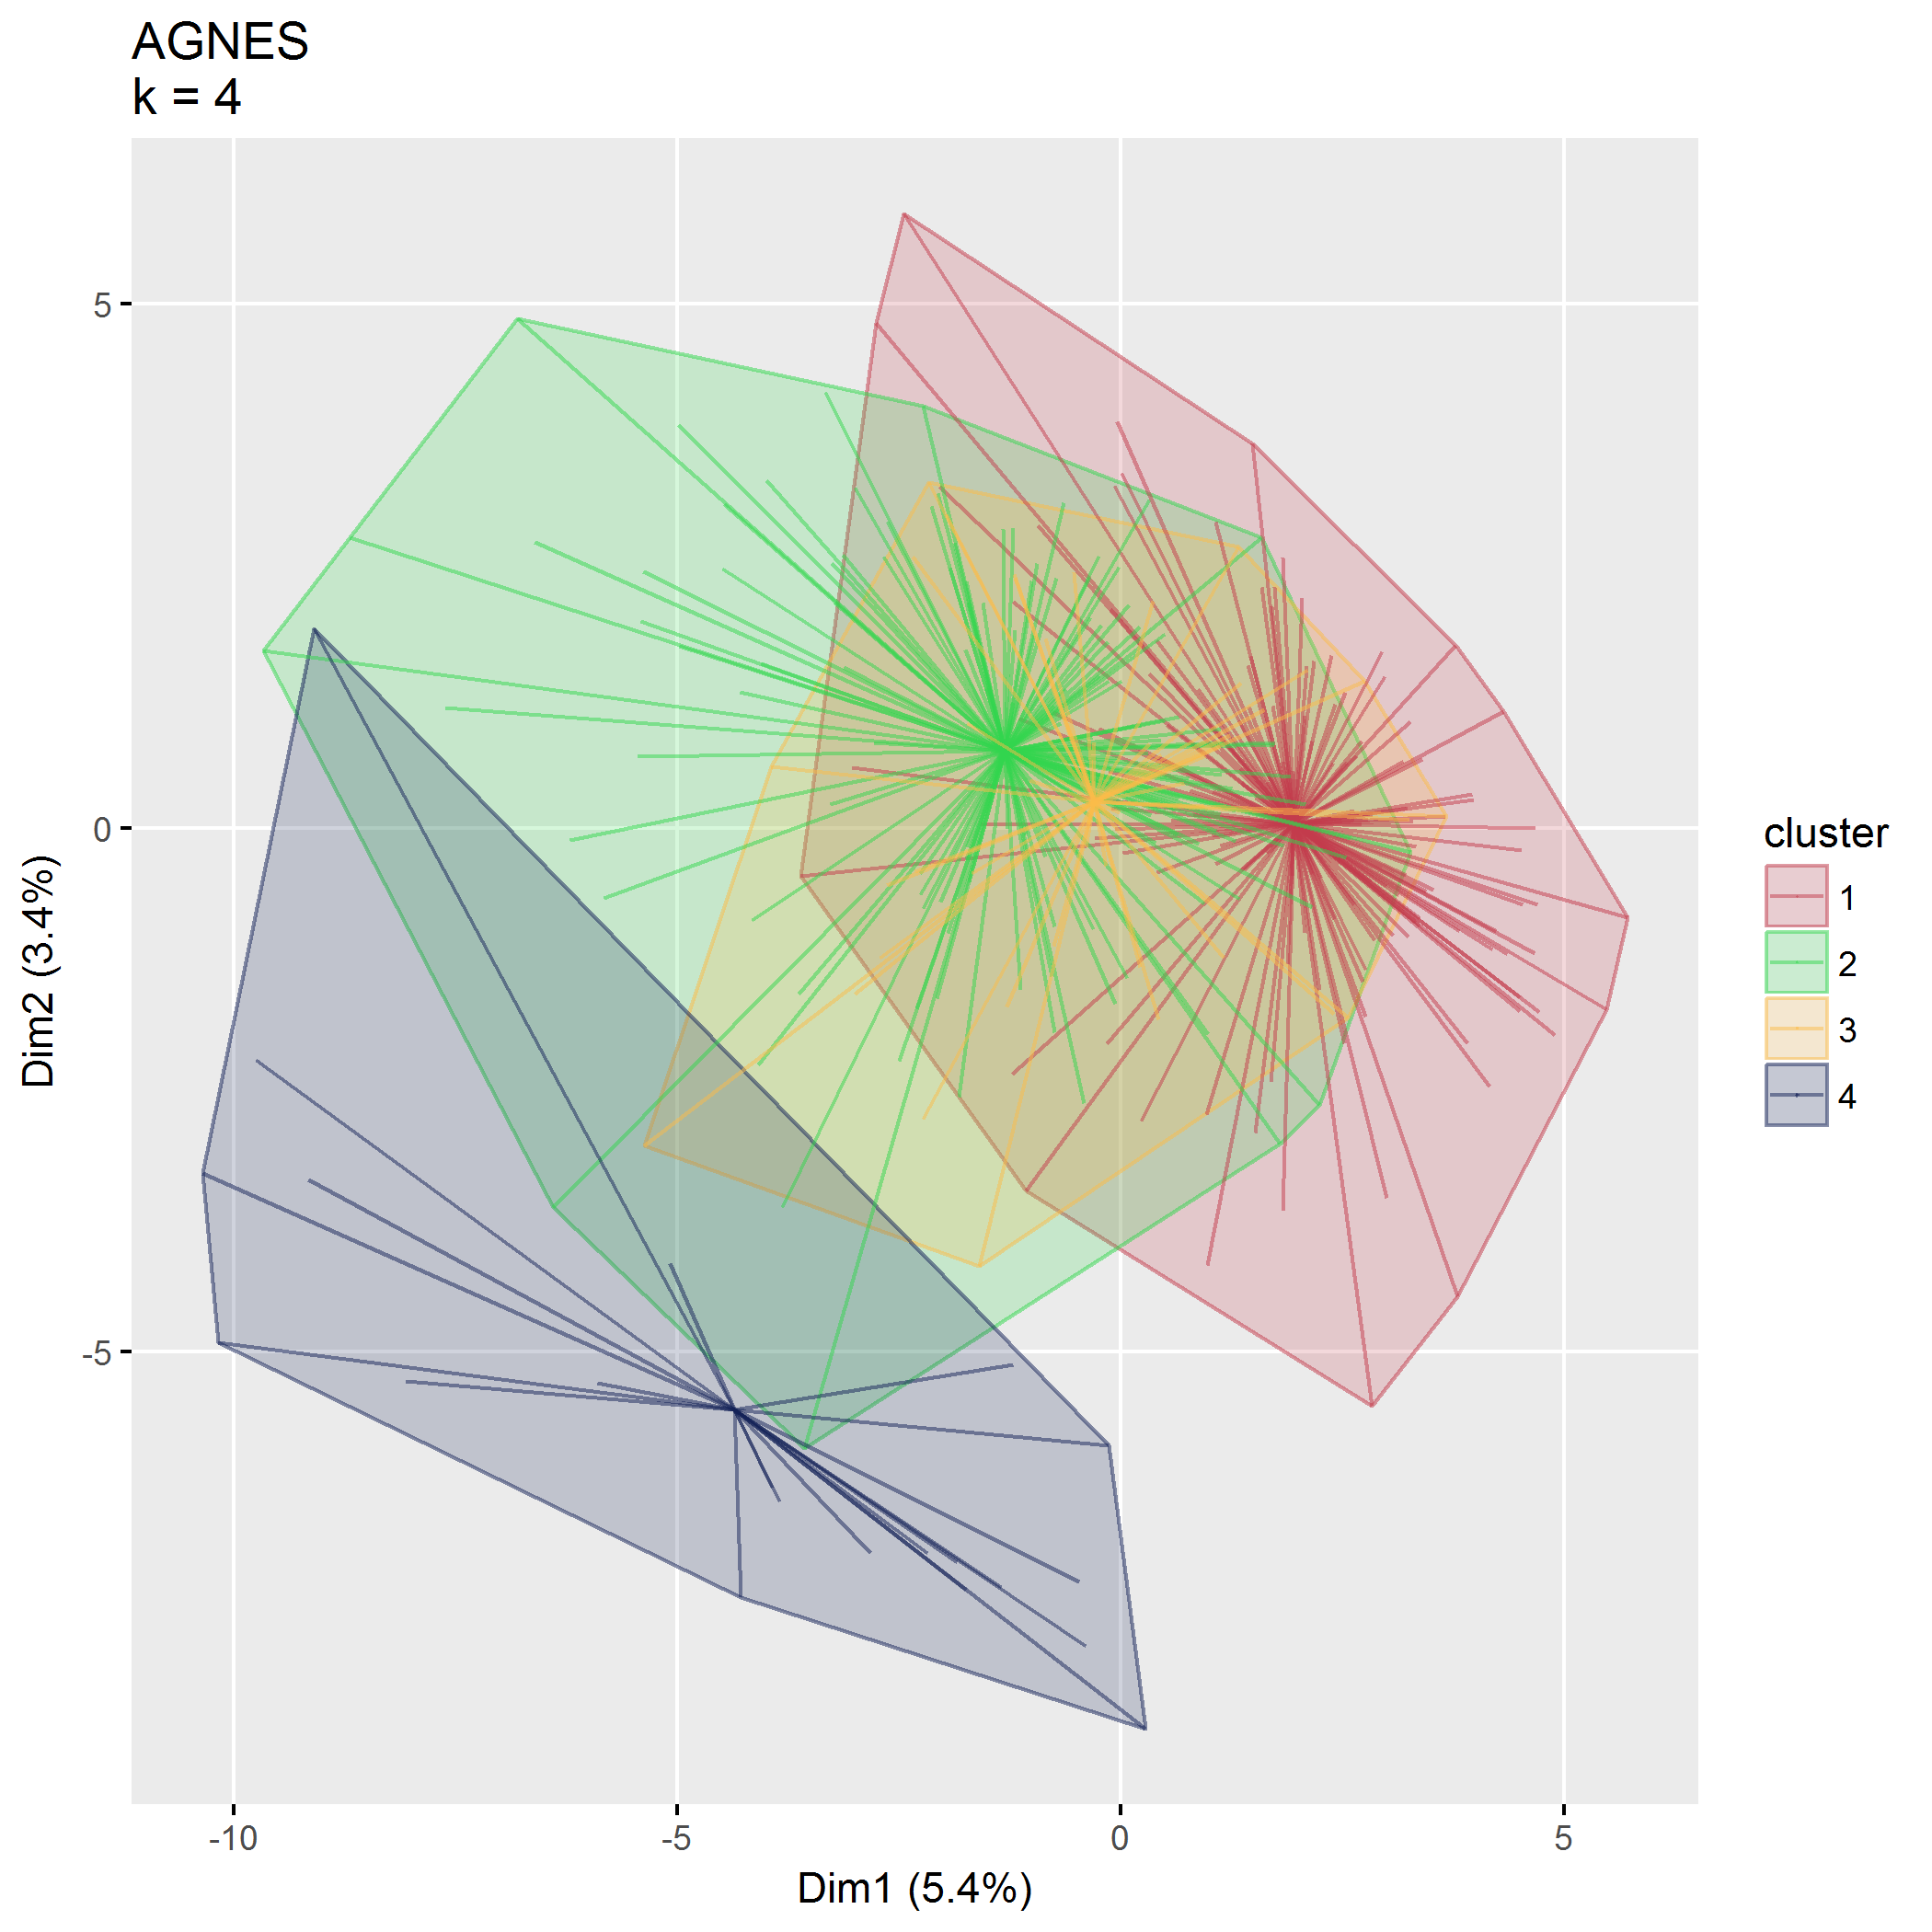 AGNES
k = 4
5
0
-5
-10
-5
0
5
Dim2 (3.4%)
Dim1 (5.4%)
cluster
1
2
3
4